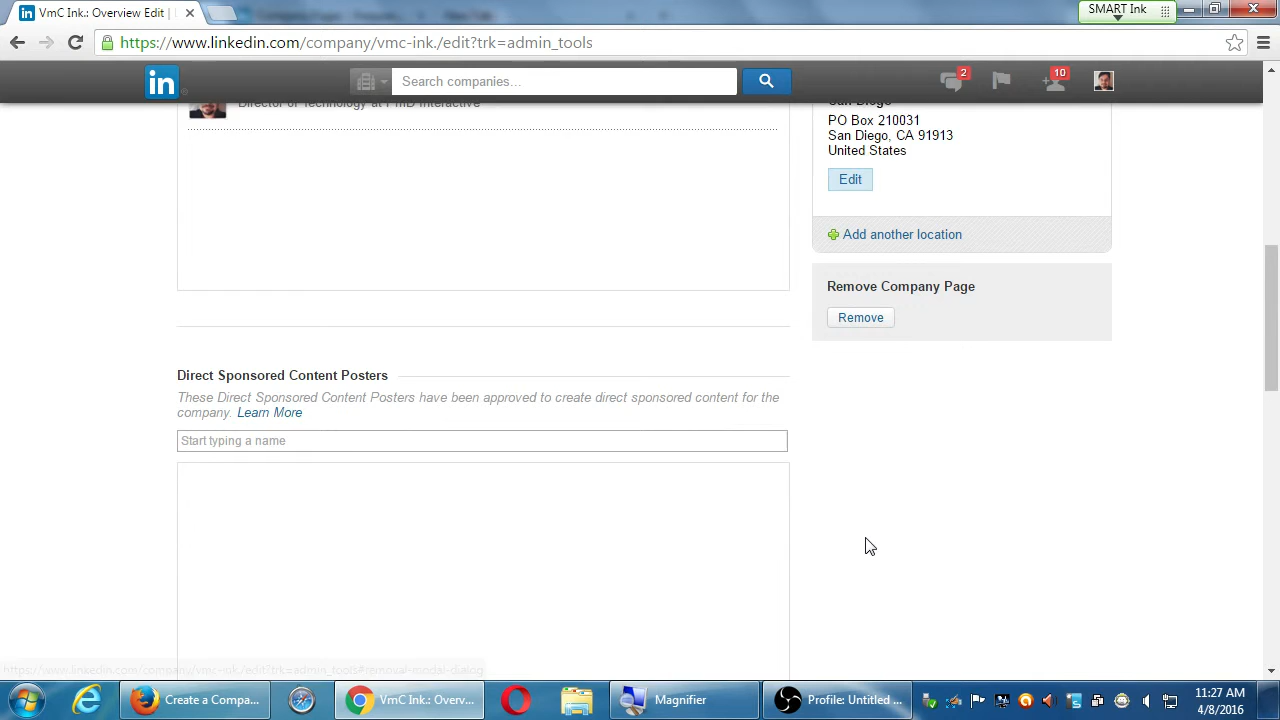 VmC Ink.: Overview Edit |
SMART Ink
https://www.linkedin.com/company/vmc-ink./edit?trk=admin_tools
in
Search companies...
2
10
Director of Technology at PMD Interactive
San Diego
PO Box 210031
San Diego, CA 91913
United States
Edit
Add another location
Remove Company Page
Remove
Direct Sponsored Content Posters
These Direct Sponsored Content Posters have been approved to create direct sponsored content for the
company. Learn More
Start typing a name
https://www.linkedin.com/company/vmc-ink./edit?trk=admin_tools#removal-modal-dialog
Create a Compa...
VmC Ink.: Overv...
Magnifier
Profile: Untitled ...
11:27 AM
4/8/2016